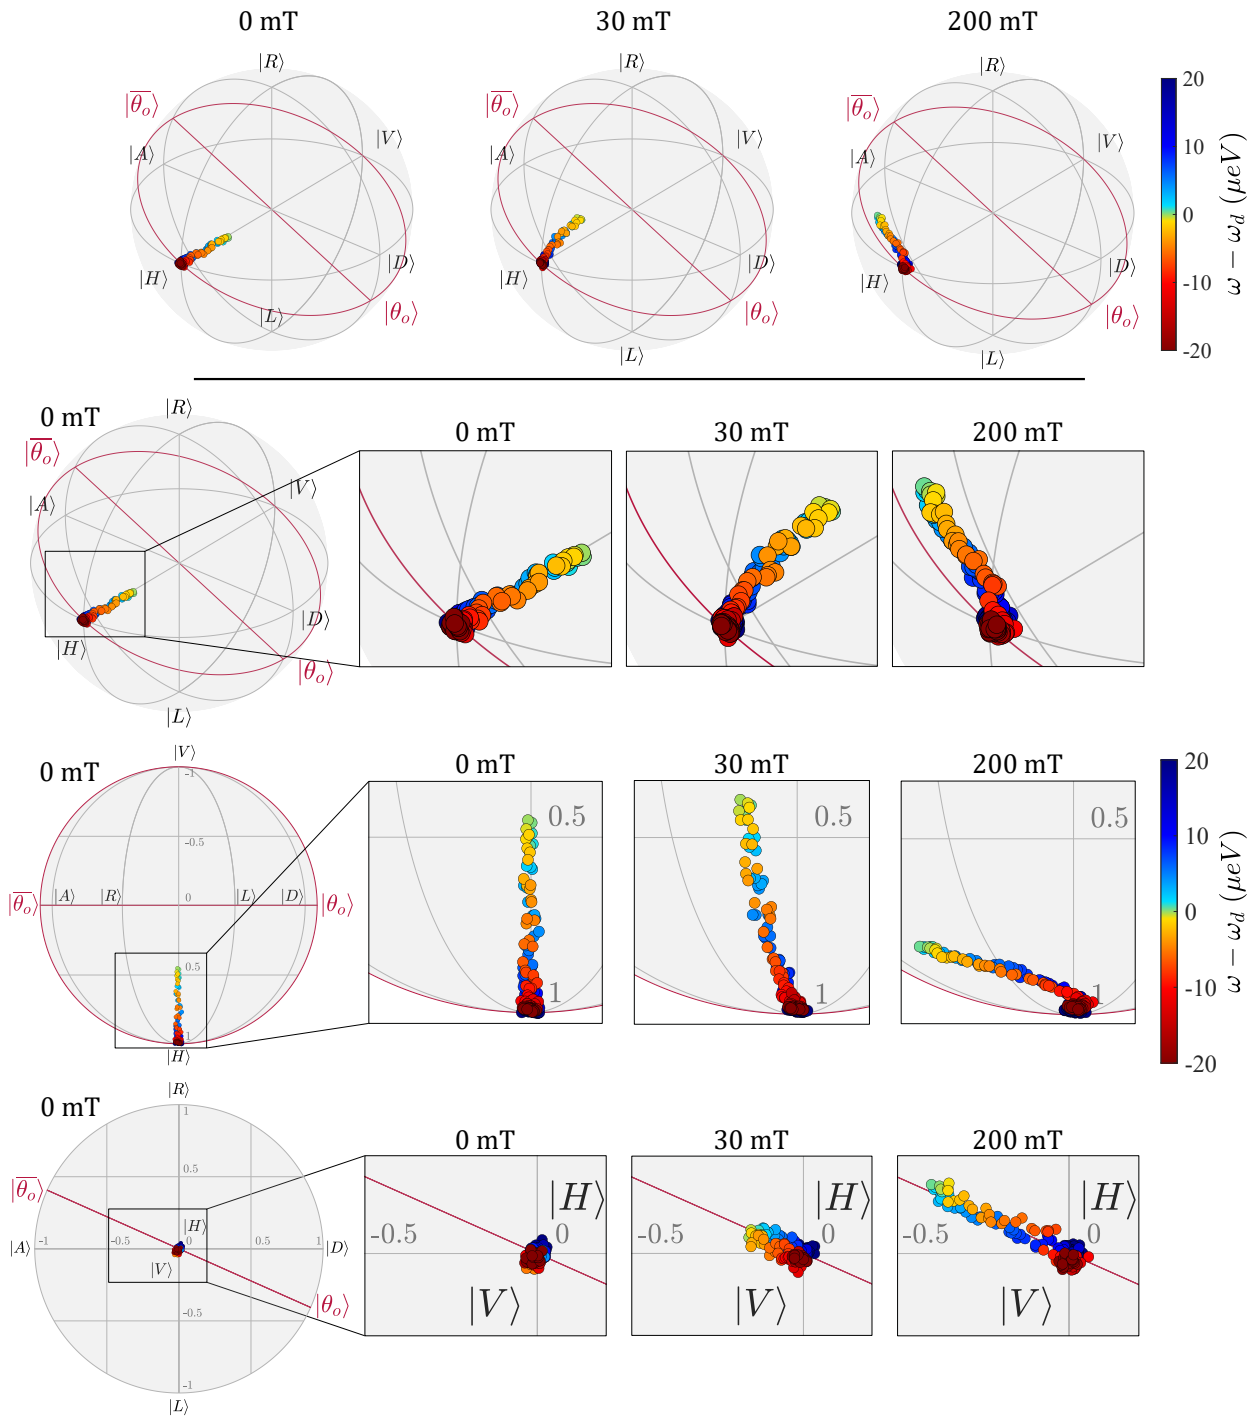 0 mT 30 mT 200 mT
|R⟩ |R⟩ |R⟩
|θ̅ₒ⟩ |θ̅ₒ⟩ |θ̅ₒ⟩
|A⟩ |V⟩ |A⟩ |V⟩ |A⟩ |V⟩
|H⟩ |D⟩ |H⟩ |D⟩ |H⟩ |D⟩
|L⟩ |θₒ⟩ |L⟩ |θₒ⟩ |L⟩ |θₒ⟩
20
10
0
-10
-20
ω − ω_d (μeV)
0 mT
|R⟩
|θ̅ₒ⟩
|A⟩ |V⟩
|H⟩ |D⟩
|L⟩ |θₒ⟩
0 mT 30 mT 200 mT
0 mT
|V⟩
-1
-0.5
|θ̅ₒ⟩ |A⟩ |R⟩ 0 |L⟩ |D⟩ |θₒ⟩
0.5
1
|H⟩
0 mT 30 mT 200 mT
0.5 0.5 0.5
1 1 1
20
10
0
-10
-20
ω − ω_d (μeV)
0 mT
|R⟩
1
0.5
|θ̅ₒ⟩
|H⟩
|A⟩ -1 -0.5 0 0.5 1 |D⟩
|V⟩
|θₒ⟩
-0.5
-1
|L⟩
0 mT 30 mT 200 mT
|H⟩ |H⟩ |H⟩
-0.5 0 -0.5 0 -0.5 0
|V⟩ |V⟩ |V⟩